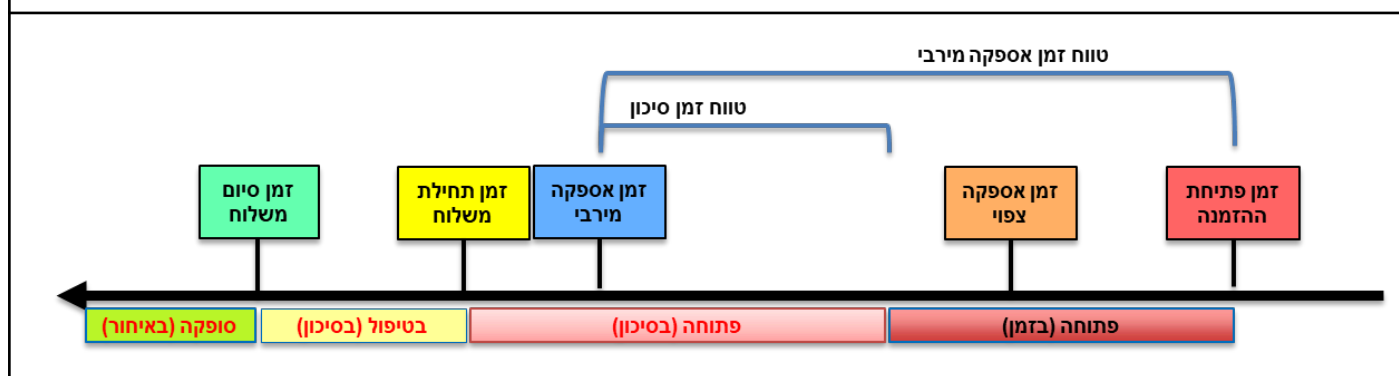 טווח זמן אספקה מירבי
טווח זמן סיכון
זמן פתיחת
ההזמנה
זמן אספקה
צפוי
זמן אספקה
מירבי
זמן תחילת
משלוח
זמן סיום
משלוח
פתוחה (בזמן)
פתוחה (בסיכון)
בטיפול (בסיכון)
סופקה (באיחור)